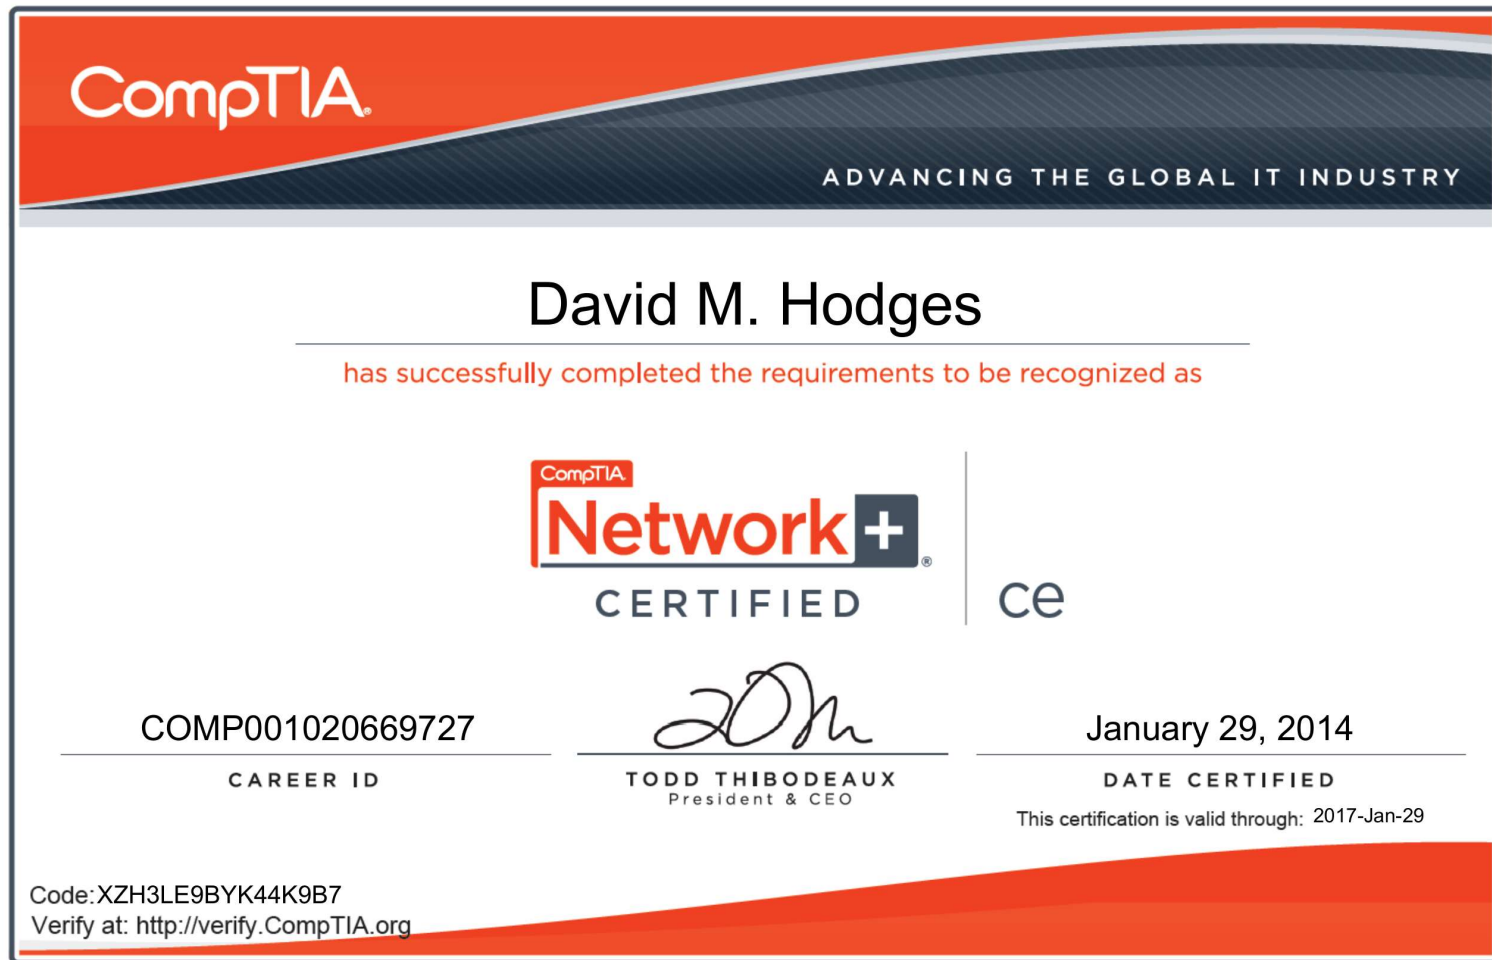 CompTIA®
ADVANCING THE GLOBAL IT INDUSTRY
David M. Hodges
has successfully completed the requirements to be recognized as
CompTIA
Network+®
CERTIFIED
ce
COMP001020669727
CAREER ID
TODD THIBODEAUX
President & CEO
January 29, 2014
DATE CERTIFIED
This certification is valid through: 2017-Jan-29
Code:XZH3LE9BYK44K9B7
Verify at: http://verify.CompTIA.org